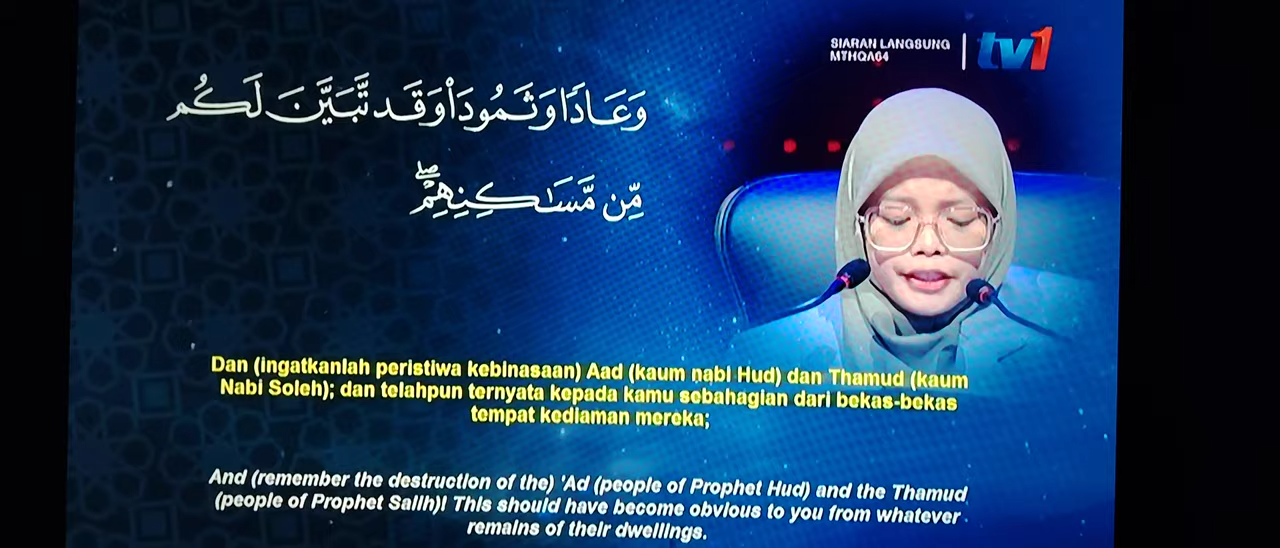 SIARAN LANGSUNG
MTHQA64
tv1
وَعَادًا وَثَمُودَا۟ وَقَد تَّبَيَّنَ لَكُم
مِّن مَّسَـٰكِنِهِمْ ۖ
Dan (ingatkanlah peristiwa kebinasaan) Aad (kaum nabi Hud) dan Thamud (kaum
Nabi Soleh); dan telahpun ternyata kepada kamu sebahagian dari bekas-bekas
tempat kediaman mereka;
And (remember the destruction of the) 'Ad (people of Prophet Hud) and the Thamud
(people of Prophet Salih)! This should have become obvious to you from whatever
remains of their dwellings.